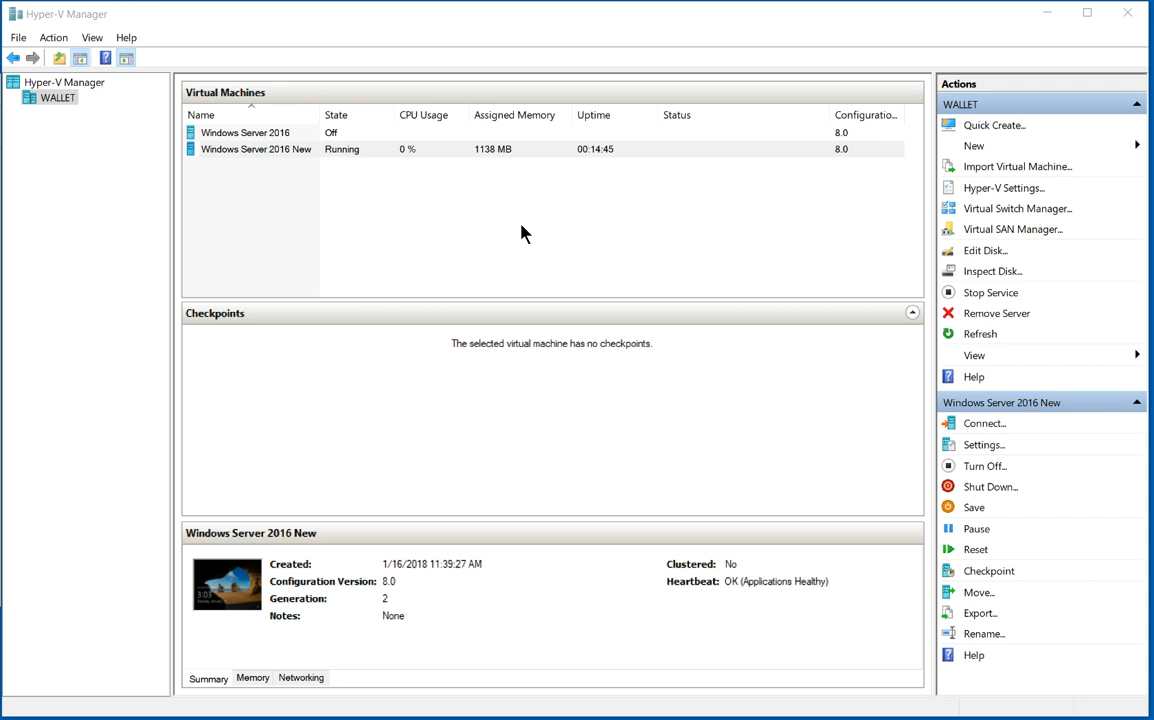 Hyper-V Manager
File Action View Help
Hyper-V Manager
WALLET
Virtual Machines
Name State CPU Usage Assigned Memory Uptime Status Configuratio...
Windows Server 2016 Off 8.0
Windows Server 2016 New Running 0 % 1138 MB 00:14:45 8.0
Checkpoints
The selected virtual machine has no checkpoints.
Windows Server 2016 New
Created: 1/16/2018 11:39:27 AM Clustered: No
Configuration Version: 8.0 Heartbeat: OK (Applications Healthy)
Generation: 2
Notes: None
3:03
Summary Memory Networking
Actions
WALLET
Quick Create...
New
Import Virtual Machine...
Hyper-V Settings...
Virtual Switch Manager...
Virtual SAN Manager...
Edit Disk...
Inspect Disk...
Stop Service
Remove Server
Refresh
View
Help
Windows Server 2016 New
Connect...
Settings...
Turn Off...
Shut Down...
Save
Pause
Reset
Checkpoint
Move...
Export...
Rename...
Help